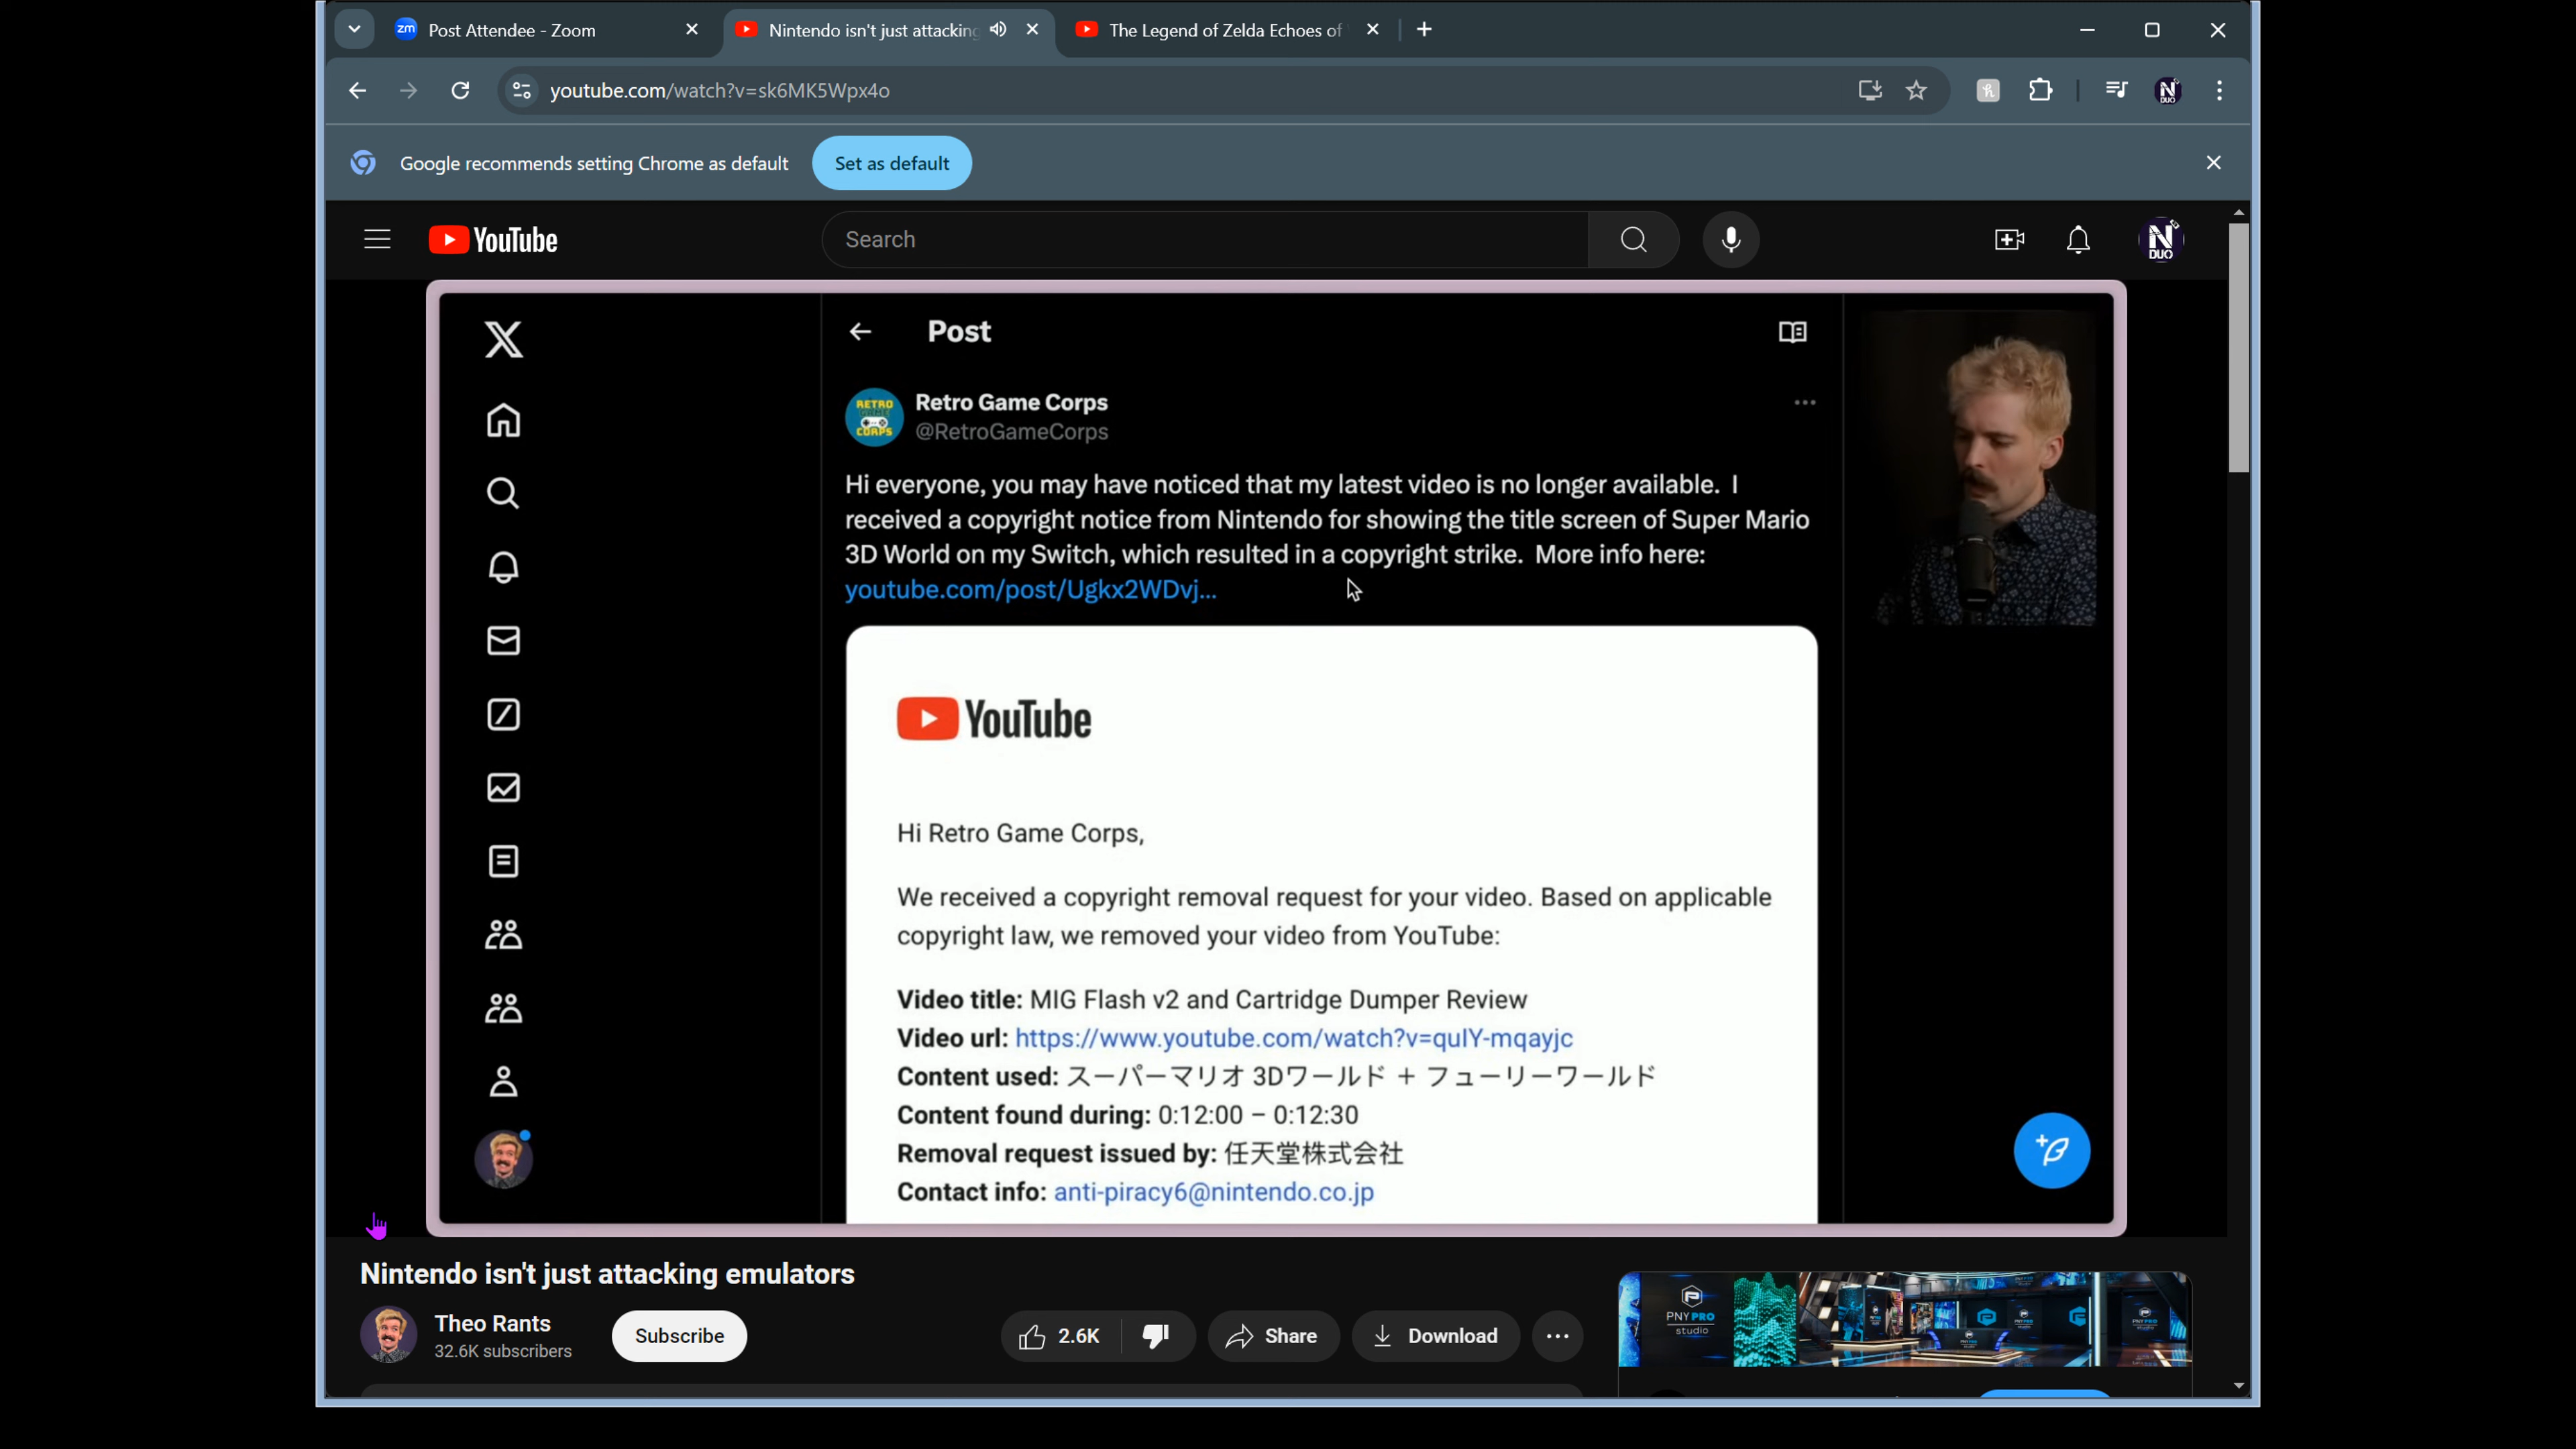 Post Attendee - Zoom
Nintendo isn't just attacking
The Legend of Zelda Echoes of
youtube.com/watch?v=sk6MK5Wpx4o
Google recommends setting Chrome as default
Set as default
YouTube
Search
N DUO
Post
Retro Game Corps
@RetroGameCorps
Hi everyone, you may have noticed that my latest video is no longer available. I
received a copyright notice from Nintendo for showing the title screen of Super Mario
3D World on my Switch, which resulted in a copyright strike. More info here:
youtube.com/post/Ugkx2WDvj...
YouTube
Hi Retro Game Corps,
We received a copyright removal request for your video. Based on applicable
copyright law, we removed your video from YouTube:
Video title: MIG Flash v2 and Cartridge Dumper Review
Video url: https://www.youtube.com/watch?v=quIY-mqayjc
Content used: スーパーマリオ 3Dワールド + フューリーワールド
Content found during: 0:12:00 – 0:12:30
Removal request issued by: 任天堂株式会社
Contact info: anti-piracy6@nintendo.co.jp
Nintendo isn't just attacking emulators
Theo Rants
32.6K subscribers
Subscribe
2.6K
Share
Download
PNY PRO
studio